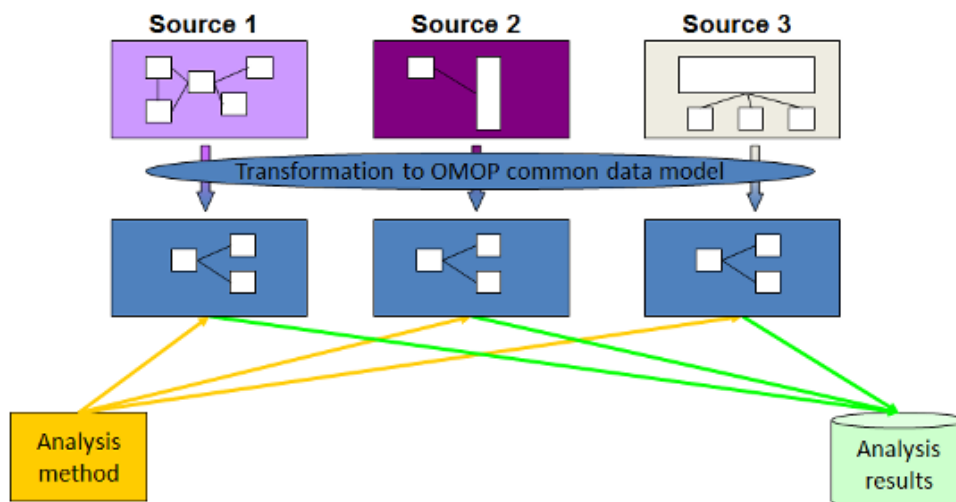 Source 1
Source 2
Source 3
Transformation to OMOP common data model
Analysis
method
Analysis
results